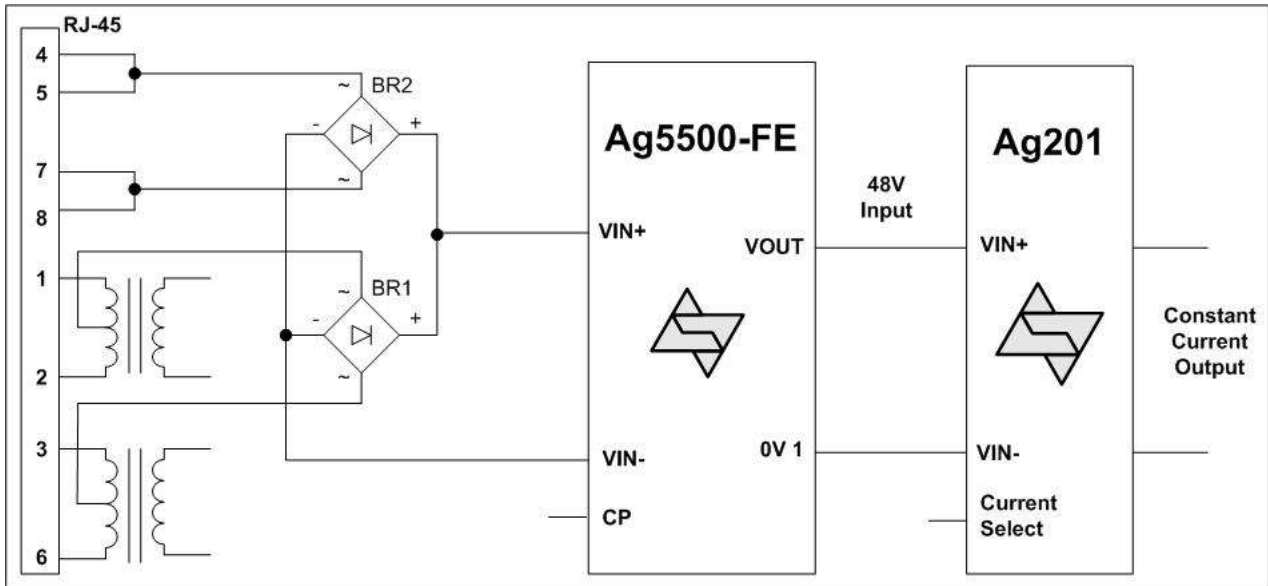 RJ-45
4
5
7
8
1
2
3
6
~
BR2
-
+
~
~
BR1
-
+
~
Ag5500-FE
VIN+
VOUT
VIN-
0V 1
CP
48V
Input
Ag201
VIN+
VIN-
Current
Select
Constant
Current
Output